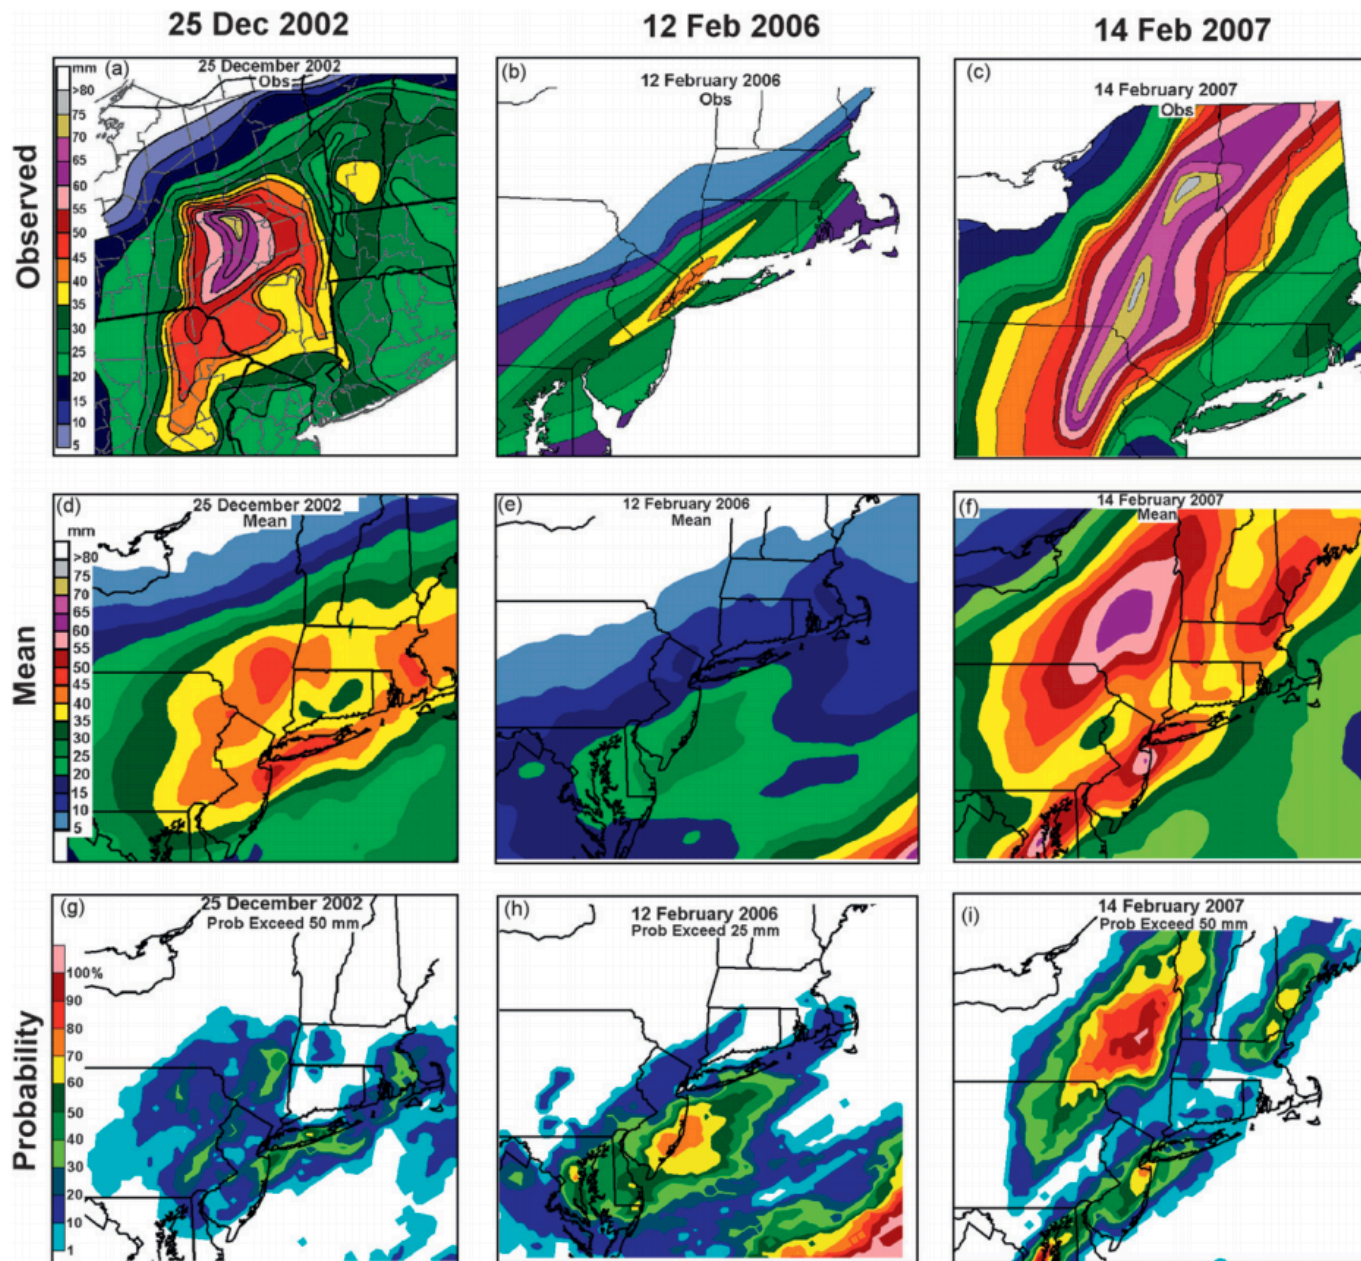 25 Dec 2002
12 Feb 2006
14 Feb 2007
Observed
mm
>80
75
70
65
60
55
50
45
40
35
30
25
20
15
10
5
(a)
25 December 2002
Obs
(b)
12 February 2006
Obs
(c)
14 February 2007
Obs
Mean
mm
>80
75
70
65
60
55
50
45
40
35
30
25
20
15
10
5
(d)
25 December 2002
Mean
(e)
12 February 2006
Mean
(f)
14 February 2007
Mean
Probability
100%
90
80
70
60
50
40
30
20
10
1
(g)
25 December 2002
Prob Exceed 50 mm
(h)
12 February 2006
Prob Exceed 25 mm
(i)
14 February 2007
Prob Exceed 50 mm